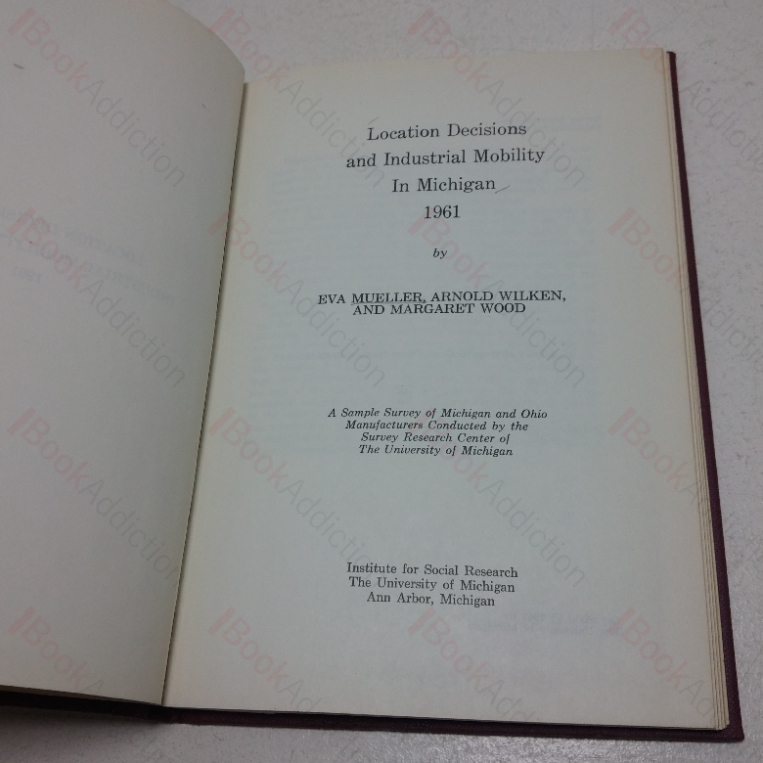 Location Decisions
and Industrial Mobility
In Michigan
1961
by
EVA MUELLER, ARNOLD WILKEN,
AND MARGARET WOOD
A Sample Survey of Michigan and Ohio
Manufacturers Conducted by the
Survey Research Center of
The University of Michigan
Institute for Social Research
The University of Michigan
Ann Arbor, Michigan
BookAddiction